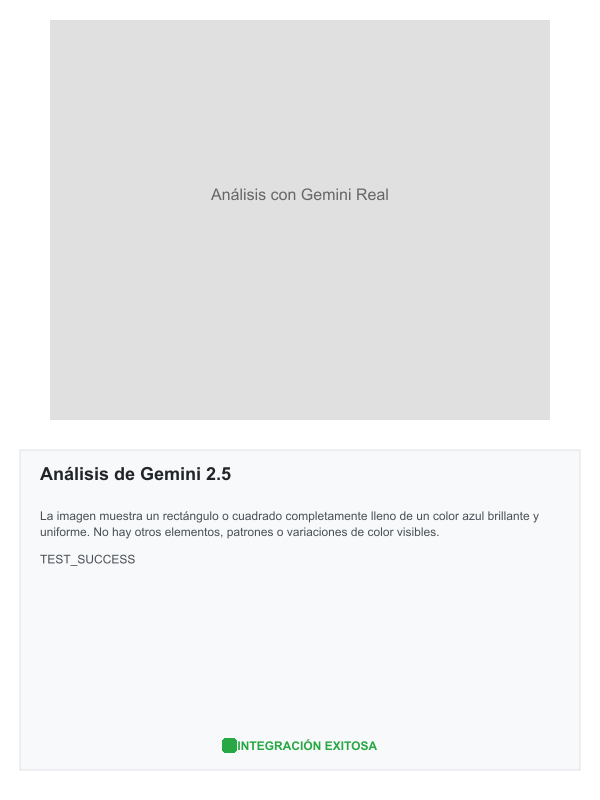 Análisis con Gemini Real
Análisis de Gemini 2.5
La imagen muestra un rectángulo o cuadrado completamente lleno de un color azul brillante y
uniforme. No hay otros elementos, patrones o variaciones de color visibles.
TEST_SUCCESS
INTEGRACIÓN EXITOSA